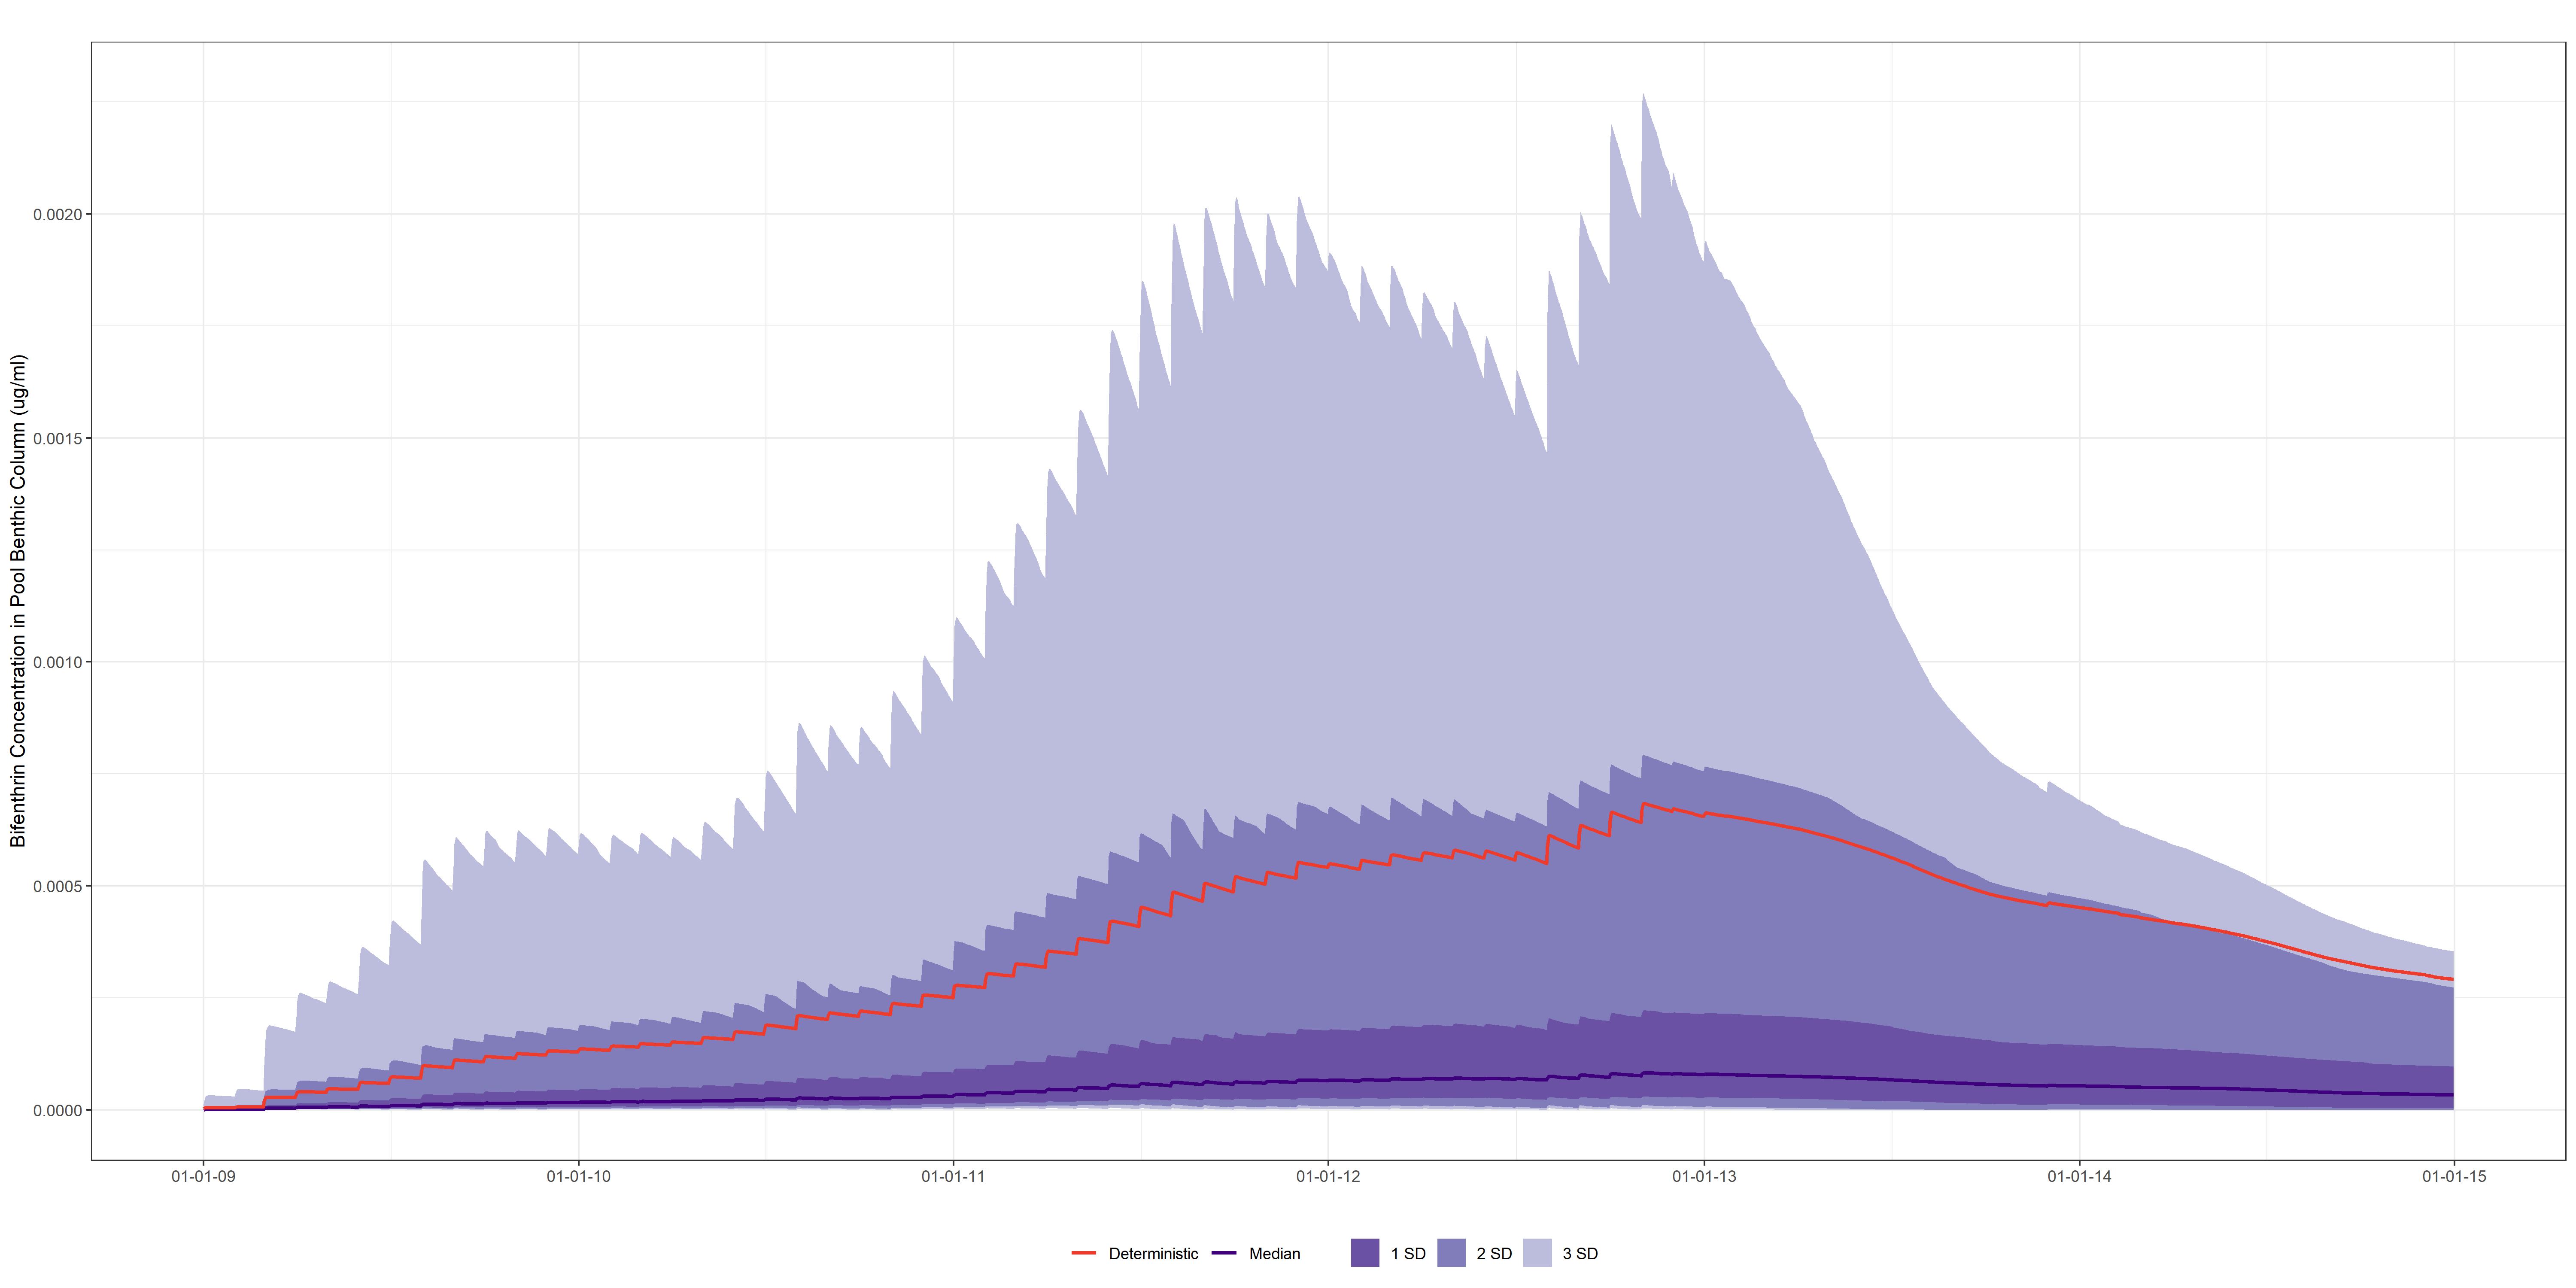 Bifenthrin Concentration in Pool Benthic Column (ug/ml)
0.0020
0.0015
0.0010
0.0005
0.0000
01-01-09 01-01-10 01-01-11 01-01-12 01-01-13 01-01-14 01-01-15
Deterministic Median 1 SD 2 SD 3 SD